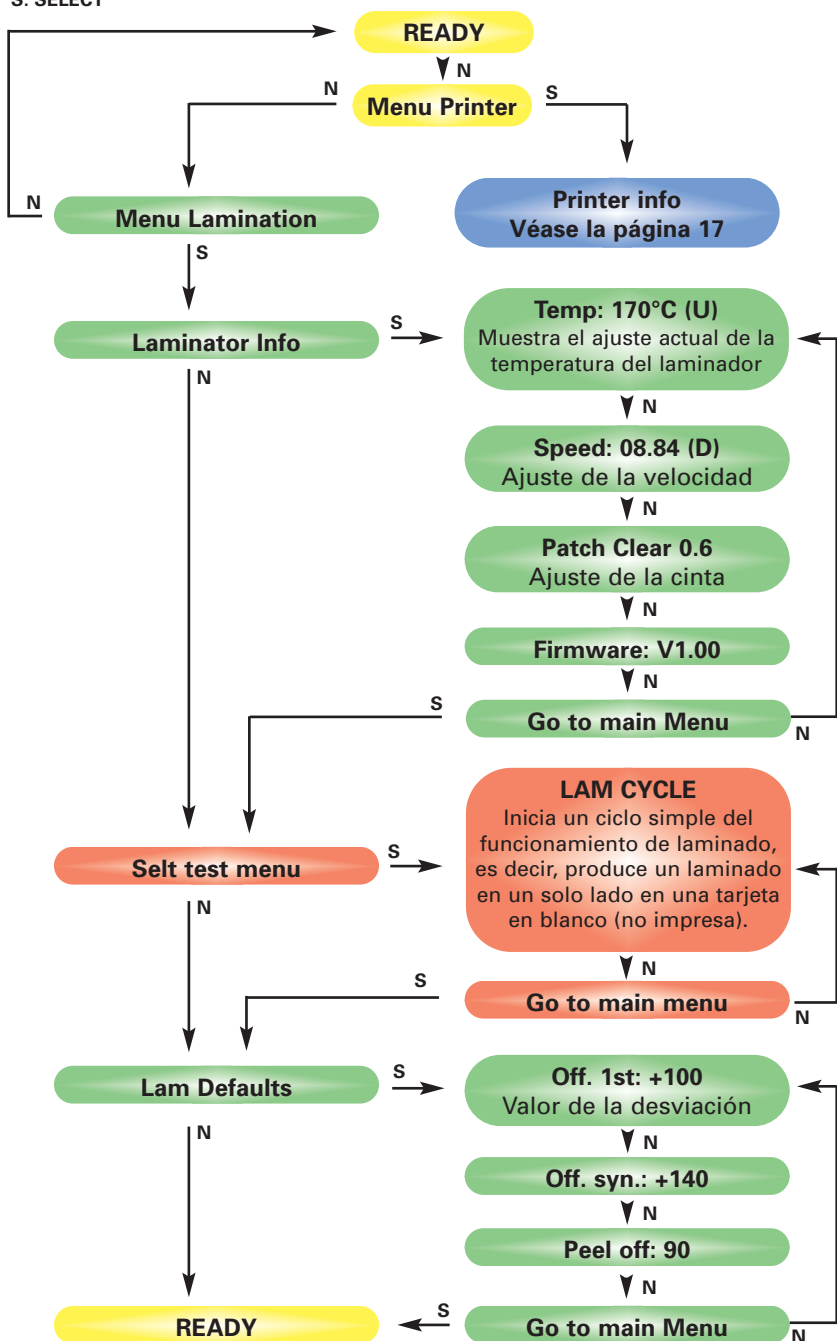 S: SELECT
READY
N
N
Menu Printer
S
N
Menu Lamination
Printer info
Véase la página 17
S
Laminator Info
S
Temp: 170°C (U)
Muestra el ajuste actual de la
temperatura del laminador
N
N
Speed: 08.84 (D)
Ajuste de la velocidad
N
Patch Clear 0.6
Ajuste de la cinta
N
Firmware: V1.00
N
S
Go to main Menu
N
LAM CYCLE
Inicia un ciclo simple del
funcionamiento de laminado,
es decir, produce un laminado
en un solo lado en una tarjeta
en blanco (no impresa).
Selt test menu
S
N
N
S
Go to main menu
N
Lam Defaults
S
Off. 1st: +100
Valor de la desviación
N
N
Off. syn.: +140
N
Peel off: 90
N
READY
S
Go to main Menu
N